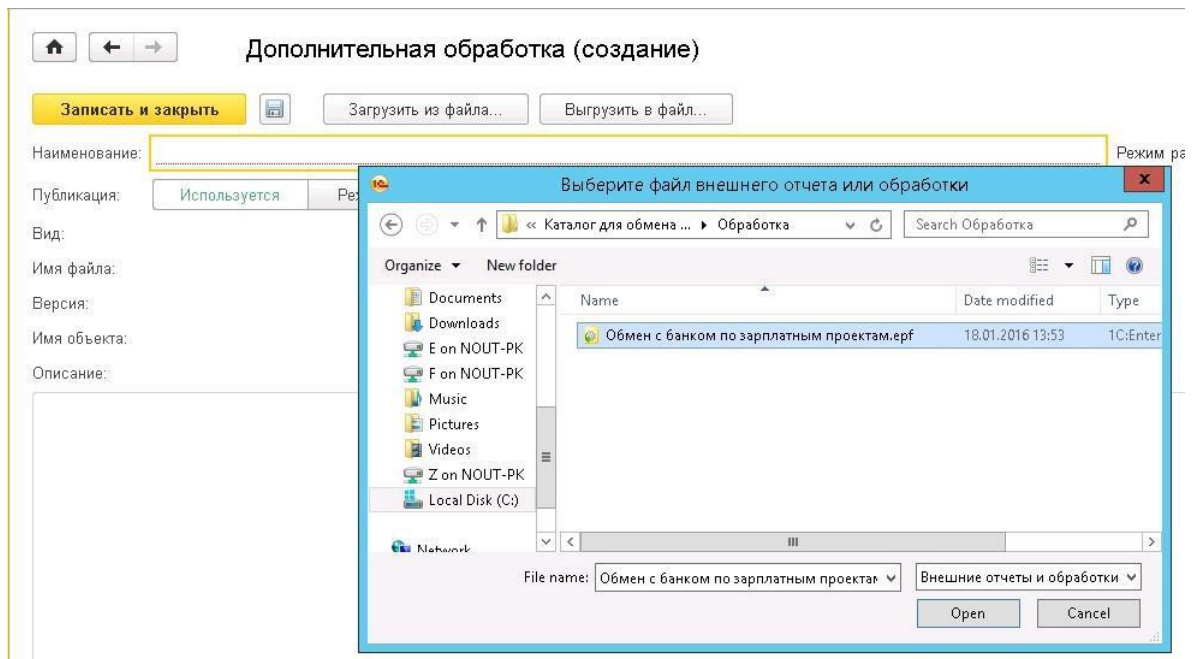 Дополнительная обработка (создание)
Записать и закрыть
Загрузить из файла...
Выгрузить в файл...
Наименование:
Режим ра
Публикация:
Используется
Ре
Вид:
Имя файла:
Версия:
Имя объекта:
Описание:
1С
Выберите файл внешнего отчета или обработки
x
« Каталог для обмена ... ▸ Обработка
Search Обработка
Organize
New folder
Name
Date modified
Type
Documents
Downloads
E on NOUT-PK
F on NOUT-PK
Music
Pictures
Videos
Z on NOUT-PK
Local Disk (C:)
Network
Обмен с банком по зарплатным проектам.epf
18.01.2016 13:53
1C:Enter
File name:
Обмен с банком по зарплатным проектам
Внешние отчеты и обработки
Open
Cancel